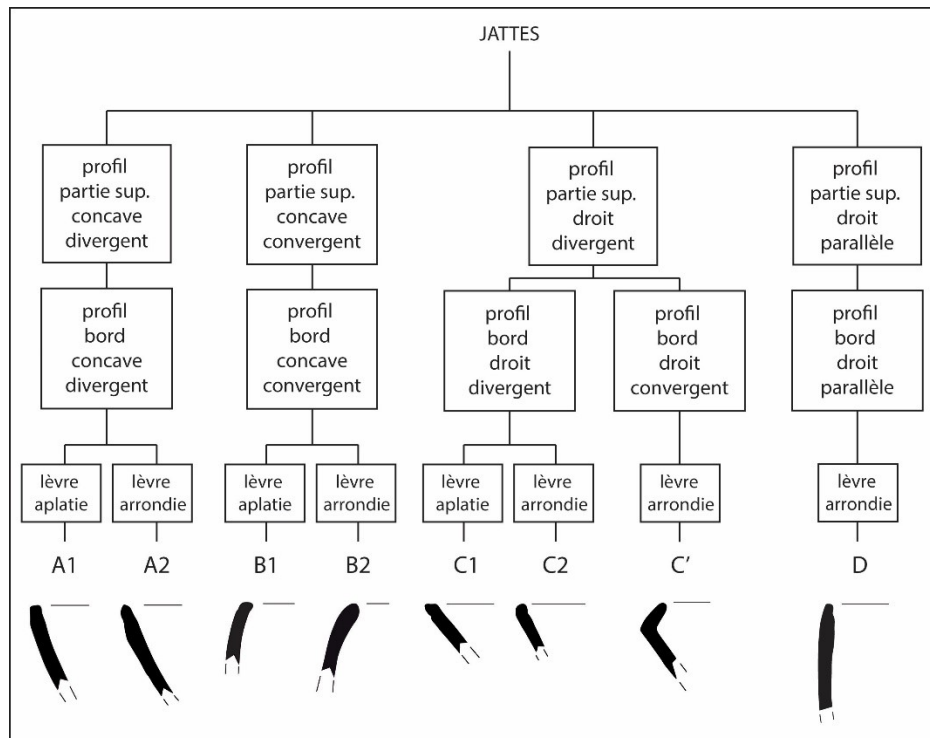 JATTES
profil
partie sup.
concave
divergent
profil
partie sup.
concave
convergent
profil
partie sup.
droit
divergent
profil
partie sup.
droit
parallèle
profil
bord
concave
divergent
profil
bord
concave
convergent
profil
bord
droit
divergent
profil
bord
droit
convergent
profil
bord
droit
parallèle
lèvre
aplatie
lèvre
arrondie
lèvre
aplatie
lèvre
arrondie
lèvre
aplatie
lèvre
arrondie
lèvre
arrondie
lèvre
arrondie
A1
A2
B1
B2
C1
C2
C’
D